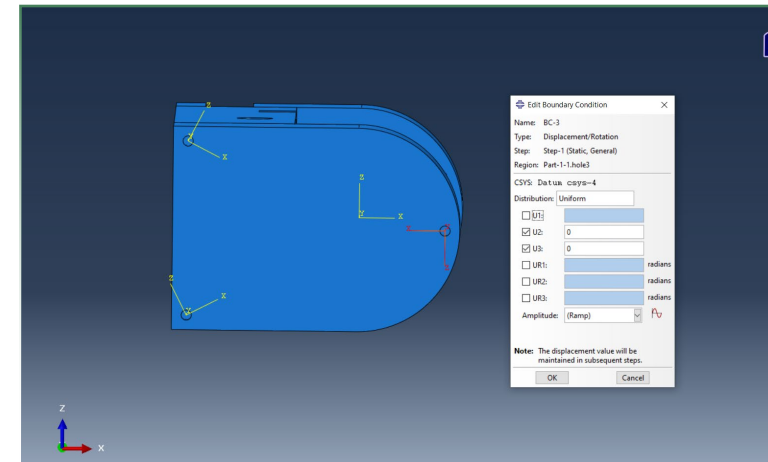 Edit Boundary Condition
Name: BC-3
Type: Displacement/Rotation
Step: Step-1 (Static, General)
Region: Part-1-1.hole3
CSYS: Datum csys-4
Distribution: Uniform
U1:
U2: 0
U3: 0
UR1: radians
UR2: radians
UR3: radians
Amplitude: (Ramp)
Note: The displacement value will be
maintained in subsequent steps.
OK Cancel
Z
X
Z
X
Z
Y X
Z
X
Z
X